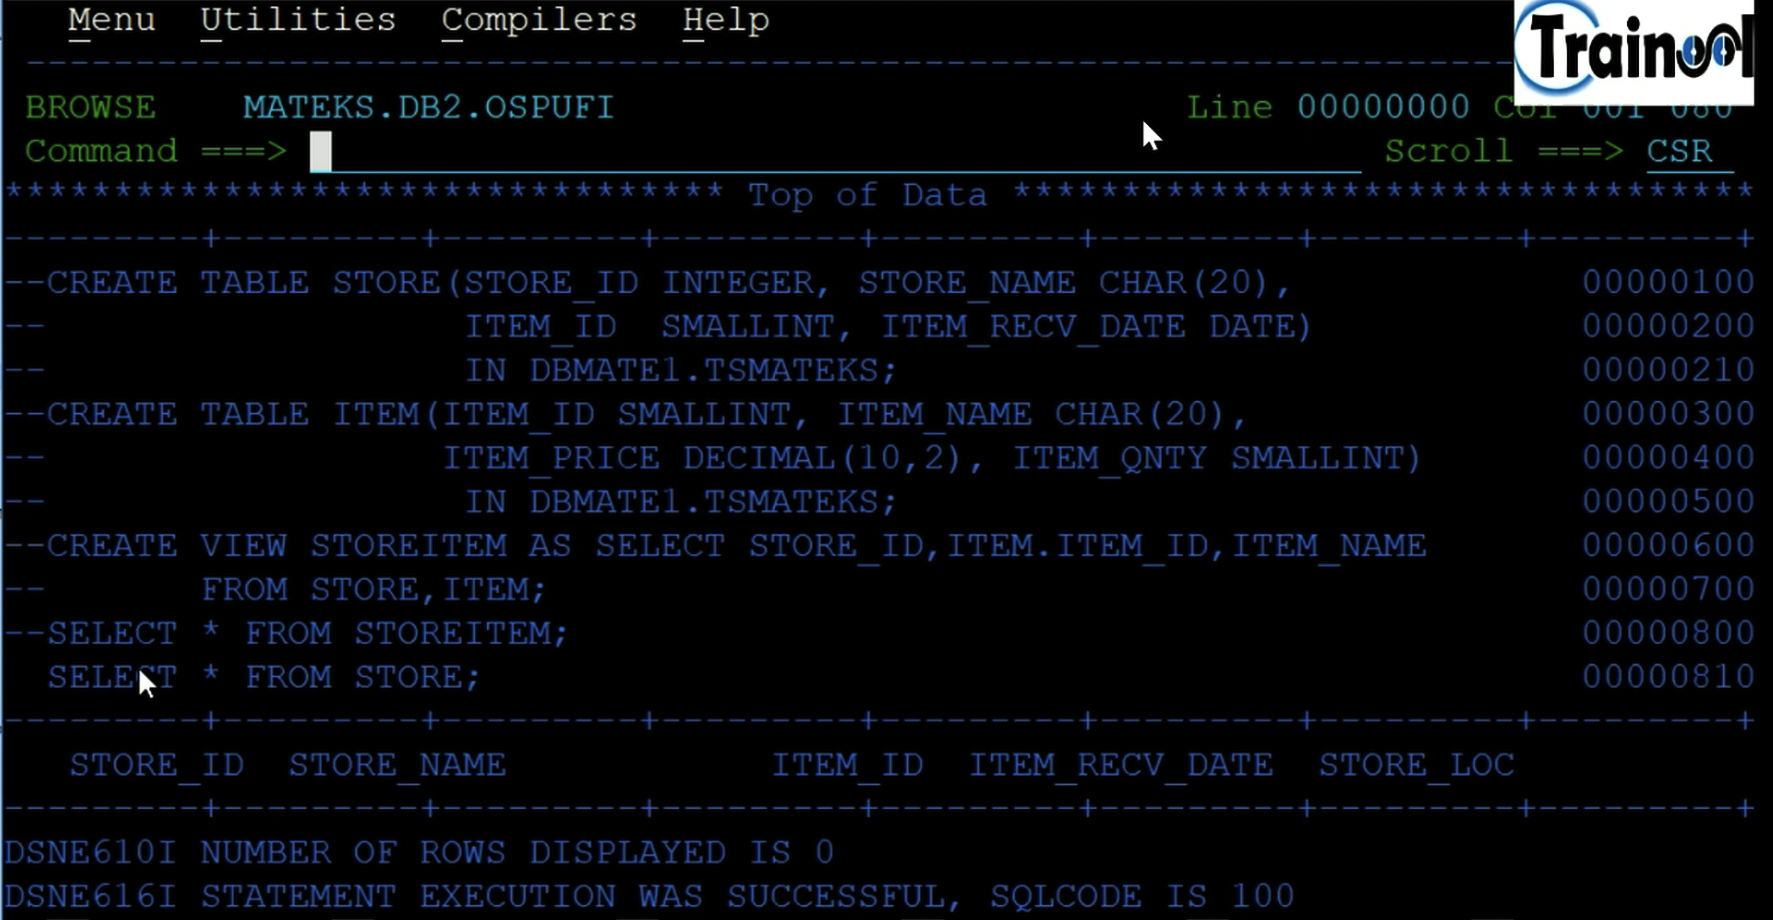 Menu Utilities Compilers Help
Trainool
BROWSE MATEKS.DB2.OSPUFI Line 00000000 Col 001 080
Command ===> Scroll ===> CSR
********************************* Top of Data **********************************
---------+---------+---------+---------+---------+---------+---------+---------+
--CREATE TABLE STORE(STORE_ID INTEGER, STORE_NAME CHAR(20), 00000100
-- ITEM_ID SMALLINT, ITEM_RECV_DATE DATE) 00000200
-- IN DBMATE1.TSMATEKS; 00000210
--CREATE TABLE ITEM(ITEM_ID SMALLINT, ITEM_NAME CHAR(20), 00000300
-- ITEM_PRICE DECIMAL(10,2), ITEM_QNTY SMALLINT) 00000400
-- IN DBMATE1.TSMATEKS; 00000500
--CREATE VIEW STOREITEM AS SELECT STORE_ID,ITEM.ITEM_ID,ITEM_NAME 00000600
-- FROM STORE,ITEM; 00000700
--SELECT * FROM STOREITEM; 00000800
SELECT * FROM STORE; 00000810
---------+---------+---------+---------+---------+---------+---------+---------+
STORE_ID STORE_NAME ITEM_ID ITEM_RECV_DATE STORE_LOC
---------+---------+---------+---------+---------+---------+---------+---------+
DSNE610I NUMBER OF ROWS DISPLAYED IS 0
DSNE616I STATEMENT EXECUTION WAS SUCCESSFUL, SQLCODE IS 100